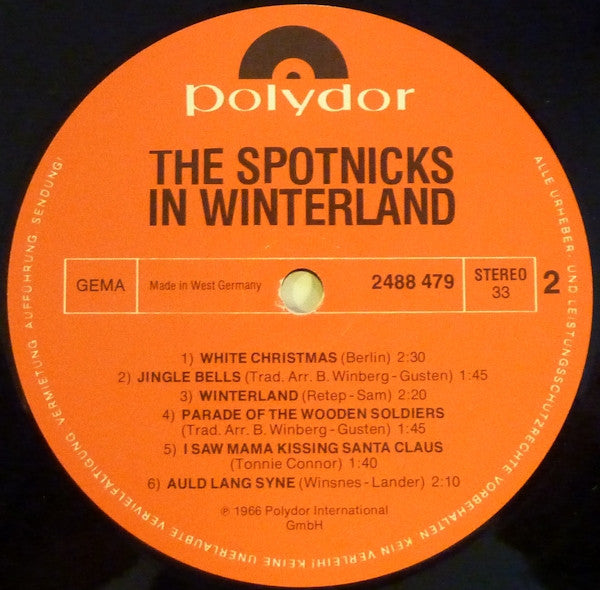 polydor
THE SPOTNICKS
IN WINTERLAND
GEMA
Made in West Germany
2488 479
STEREO
33
2
1) WHITE CHRISTMAS (Berlin) 2:30
2) JINGLE BELLS (Trad. Arr. B. Winberg-Gusten) 1:45
3) WINTERLAND (Retep-Sam) 2:20
4) PARADE OF THE WOODEN SOLDIERS
(Trad. Arr. B. Winberg-Gusten) 1:45
5) I SAW MAMA KISSING SANTA CLAUS
(Tonnie Connor) 1:40
6) AULD LANG SYNE (Winsnes-Lander) 2:10
℗ 1966 Polydor International
GmbH
ALLE URHEBER- UND LEISTUNGSSCHUTZRECHTE VORBEHALTEN. KEIN VERLEIH! KEINE UNERLAUBTE VERVIELFÄLTIGUNG, VERMIETUNG, AUFFÜHRUNG, SENDUNG!